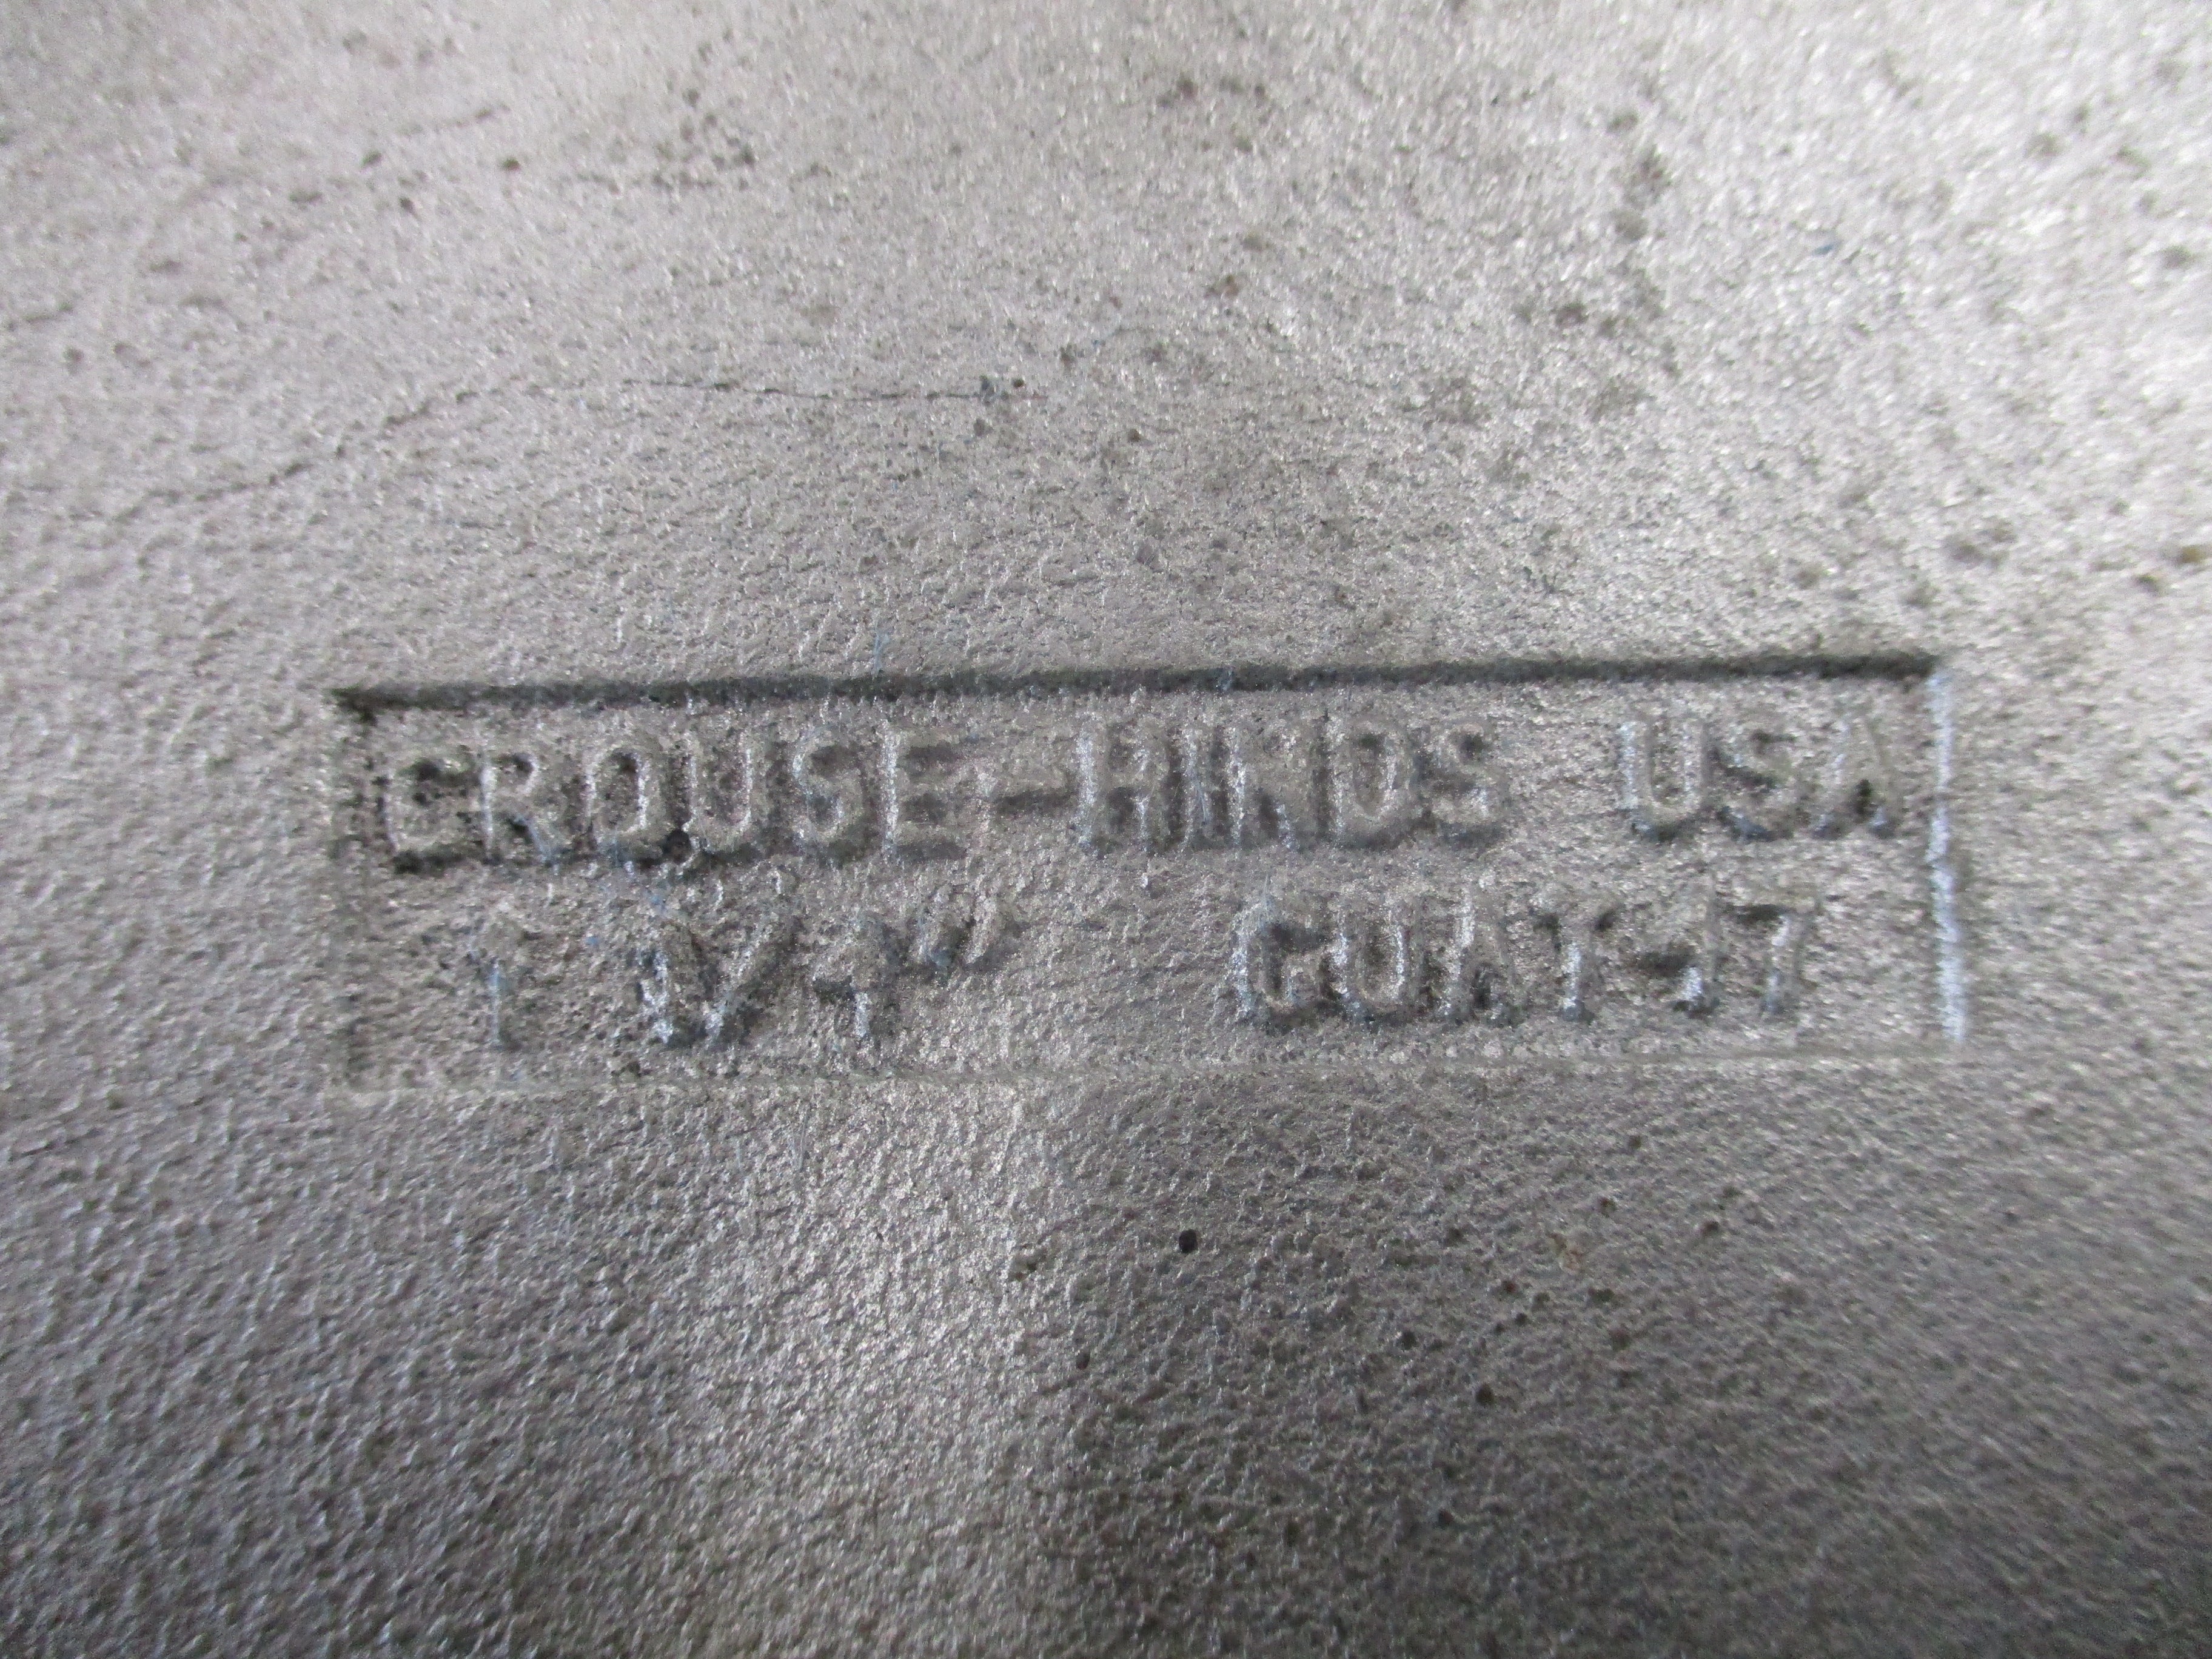 CROUSE-HINDS USA
1 1/4" GUAT-47